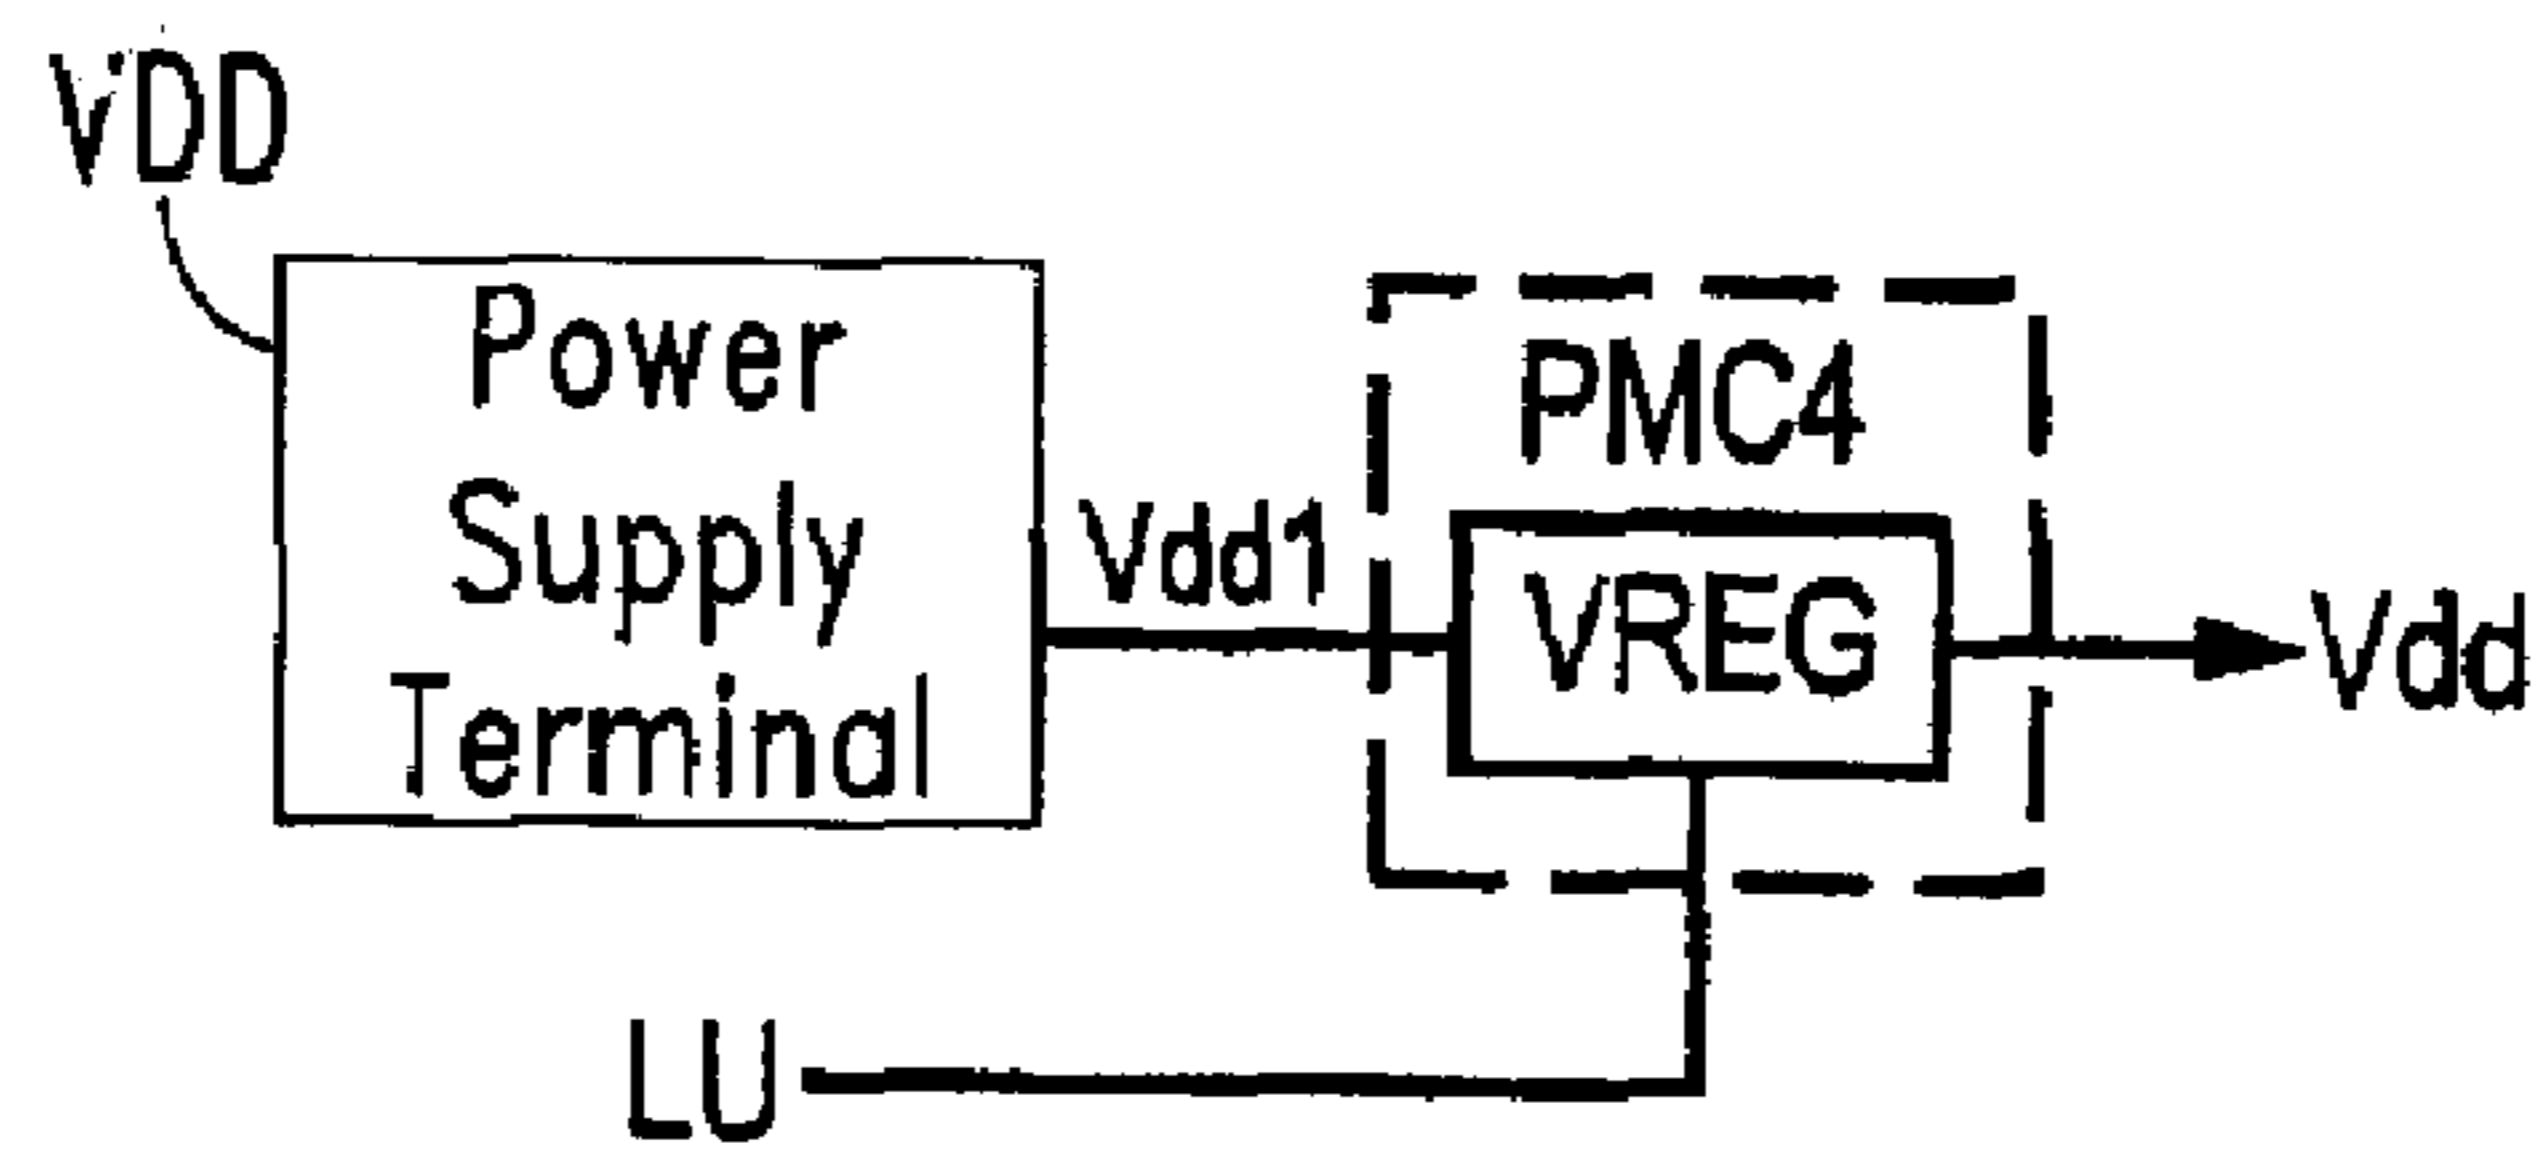 VDD
Power
Supply
Terminal
Vdd1
PMC4
VREG
Vdd
LU